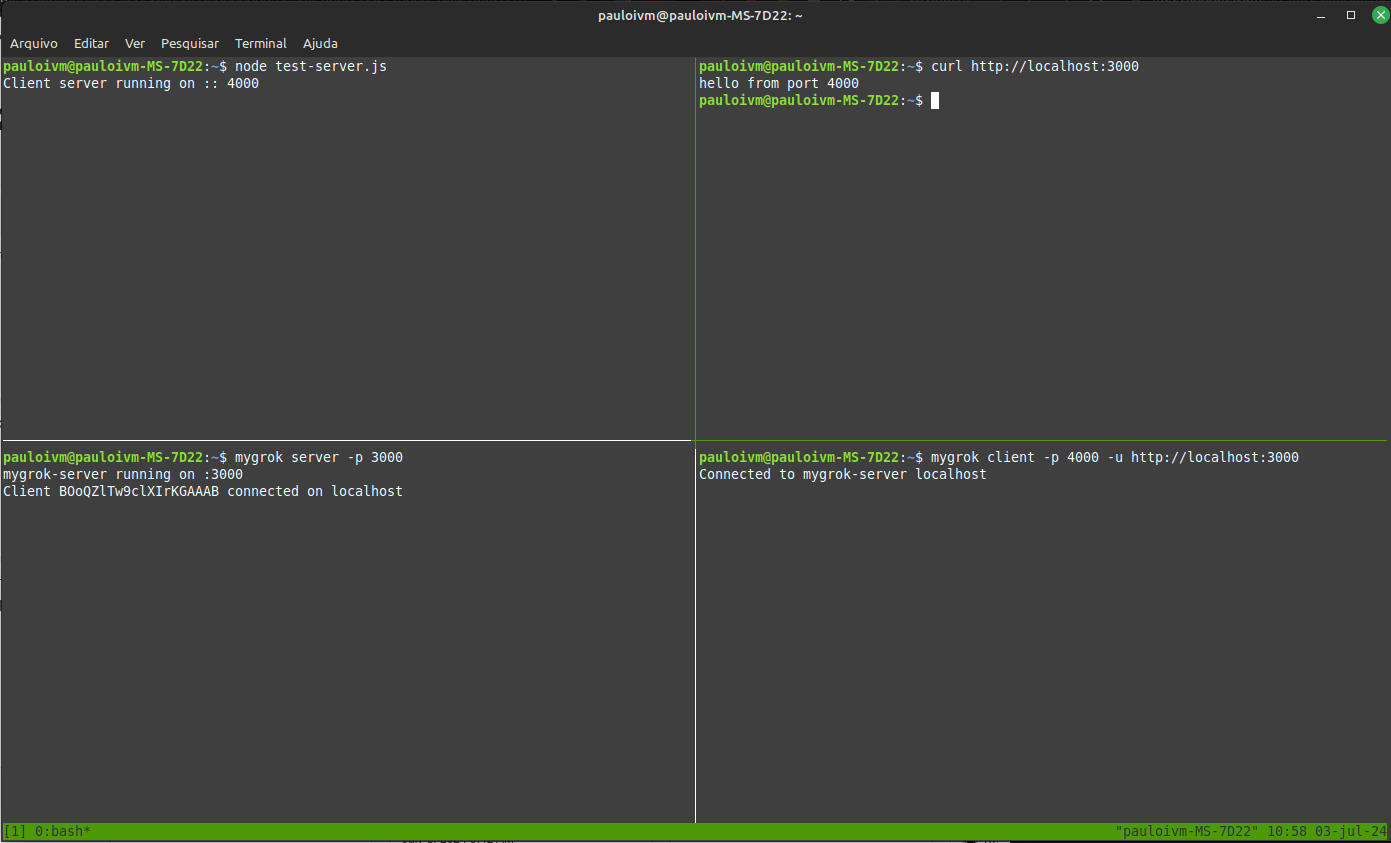 pauloivm@pauloivm-MS-7D22: ~
Arquivo Editar Ver Pesquisar Terminal Ajuda
pauloivm@pauloivm-MS-7D22:~$ node test-server.js
Client server running on :: 4000
pauloivm@pauloivm-MS-7D22:~$ curl http://localhost:3000
hello from port 4000
pauloivm@pauloivm-MS-7D22:~$
pauloivm@pauloivm-MS-7D22:~$ mygrok server -p 3000
mygrok-server running on :3000
Client BOoQZlTw9clXIrKGAAAB connected on localhost
pauloivm@pauloivm-MS-7D22:~$ mygrok client -p 4000 -u http://localhost:3000
Connected to mygrok-server localhost
[1] 0:bash* "pauloivm-MS-7D22" 10:58 03-jul-24